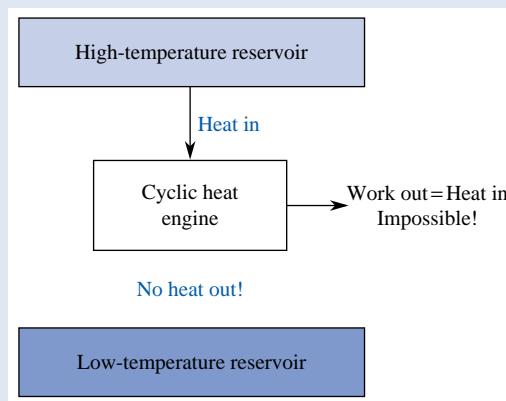 High-temperature reservoir
Heat in
Cyclic heat
engine
Work out=Heat in
Impossible!
No heat out!
Low-temperature reservoir